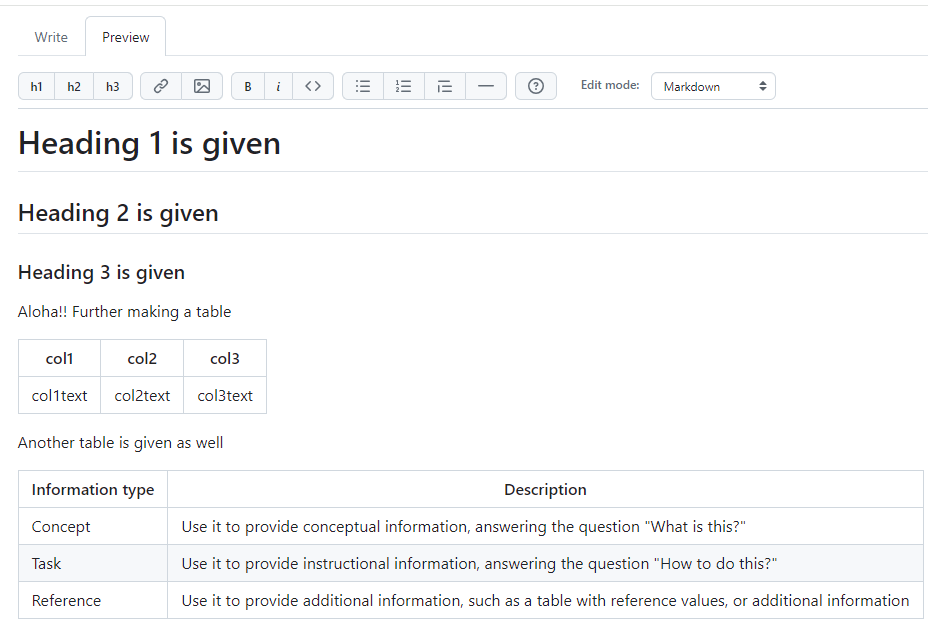 Write Preview
h1 h2 h3 B i Edit mode: Markdown
Heading 1 is given
Heading 2 is given
Heading 3 is given
Aloha!! Further making a table
col1 col2 col3
col1text col2text col3text
Another table is given as well
Information type Description
Concept Use it to provide conceptual information, answering the question "What is this?"
Task Use it to provide instructional information, answering the question "How to do this?"
Reference Use it to provide additional information, such as a table with reference values, or additional information